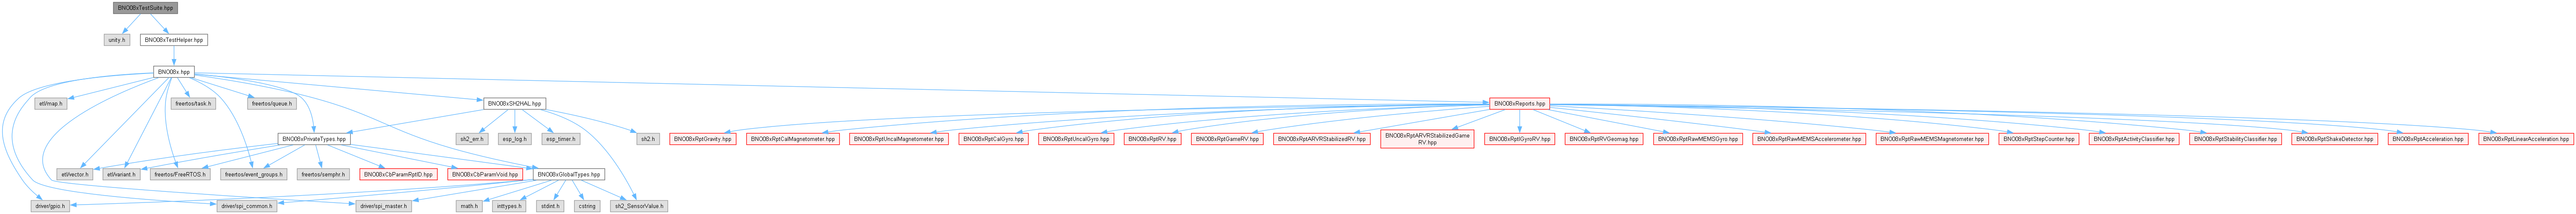 BNO08xTestSuite.hpp
unity.h
BNO08xTestHelper.hpp
BNO08x.hpp
etl/map.h
freertos/task.h
freertos/queue.h
BNO08xSH2HAL.hpp
BNO08xReports.hpp
BNO08xPrivateTypes.hpp
sh2_err.h
esp_log.h
esp_timer.h
sh2.h
BNO08xRptGravity.hpp
BNO08xRptCalMagnetometer.hpp
BNO08xRptUncalMagnetometer.hpp
BNO08xRptCalGyro.hpp
BNO08xRptUncalGyro.hpp
BNO08xRptRV.hpp
BNO08xRptGameRV.hpp
BNO08xRptARVRStabilizedRV.hpp
BNO08xRptARVRStabilizedGame
RV.hpp
BNO08xRptIGyroRV.hpp
BNO08xRptRVGeomag.hpp
BNO08xRptRawMEMSGyro.hpp
BNO08xRptRawMEMSAccelerometer.hpp
BNO08xRptRawMEMSMagnetometer.hpp
BNO08xRptStepCounter.hpp
BNO08xRptActivityClassifier.hpp
BNO08xRptStabilityClassifier.hpp
BNO08xRptShakeDetector.hpp
BNO08xRptAcceleration.hpp
BNO08xRptLinearAcceleration.hpp
etl/vector.h
etl/variant.h
freertos/FreeRTOS.h
freertos/event_groups.h
freertos/semphr.h
BNO08xCbParamRptID.hpp
BNO08xCbParamVoid.hpp
BNO08xGlobalTypes.hpp
driver/gpio.h
driver/spi_common.h
driver/spi_master.h
math.h
inttypes.h
stdint.h
cstring
sh2_SensorValue.h